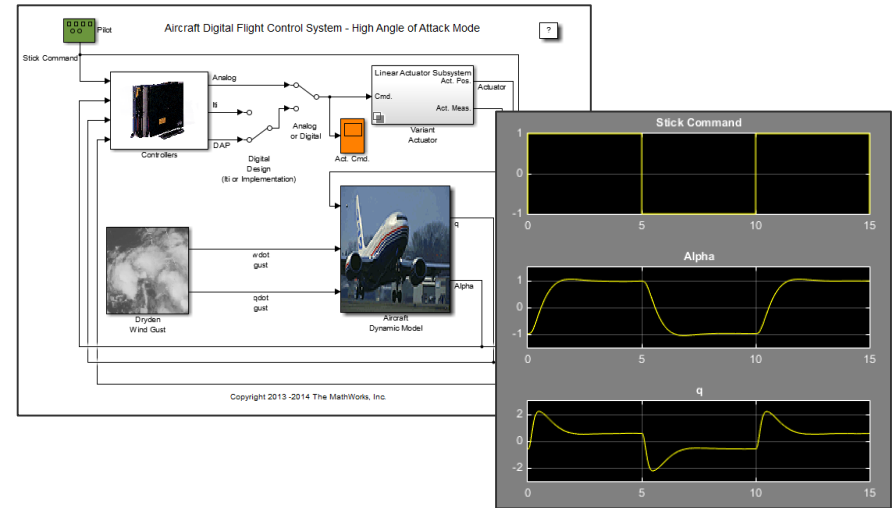 Aircraft Digital Flight Control System - High Angle of Attack Mode
?
Pilot
Stick Command
Controllers
Analog
lti
DAP
Digital
Design
(lti or Implementation)
Analog
or Digital
Act. Cmd.
Linear Actuator Subsystem
Act. Pos.
Cmd.
Act. Meas.
Variant
Actuator
Actuator
Dryden
Wind Gust
wdot
gust
qdot
gust
Aircraft
Dynamic Model
q
Alpha
Copyright 2013 -2014 The MathWorks, Inc.
Stick Command
1
0
-1
0 5 10 15
Alpha
1
0
-1
0 5 10 15
q
2
0
-2
0 5 10 15